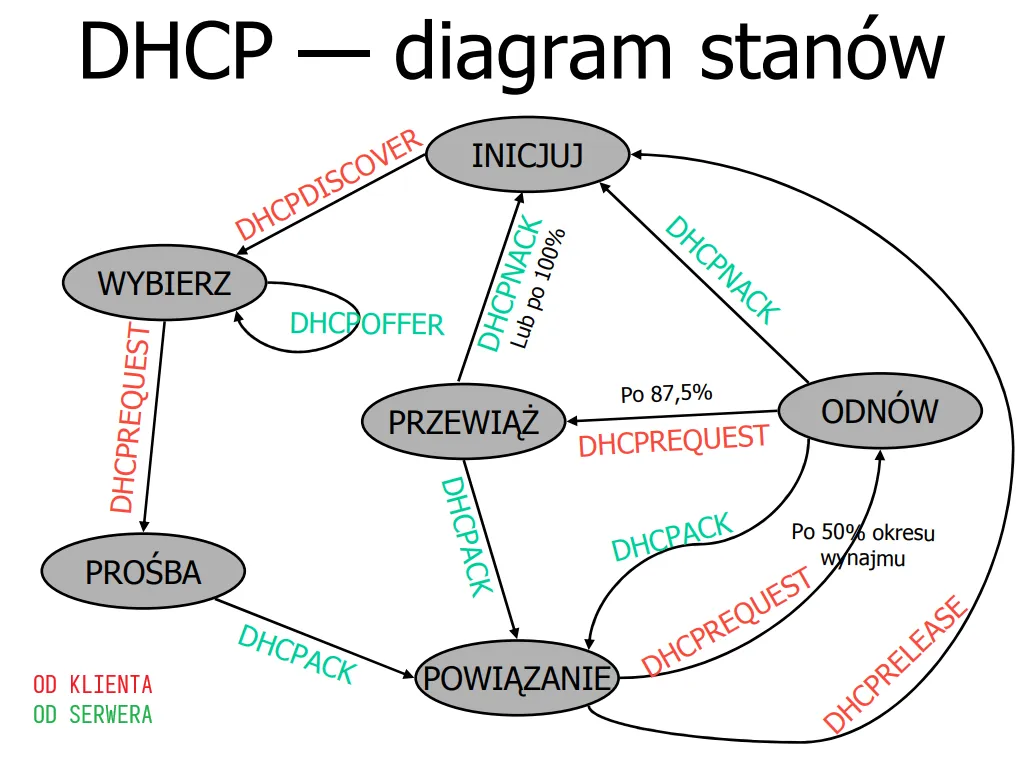 DHCP — diagram stanów
INICJUJ
DHCPDISCOVER
WYBIERZ
DHCPOFFER
DHCPNACK
Lub po 100%
DHCPNACK
DHCPREQUEST
PRZEWIĄŻ
Po 87,5%
DHCPREQUEST
ODNÓW
DHCPACK
DHCPACK
Po 50% okresu
wynajmu
PROŚBA
DHCPACK
DHCPREQUEST
DHCPRELEASE
POWIĄZANIE
OD KLIENTA
OD SERWERA